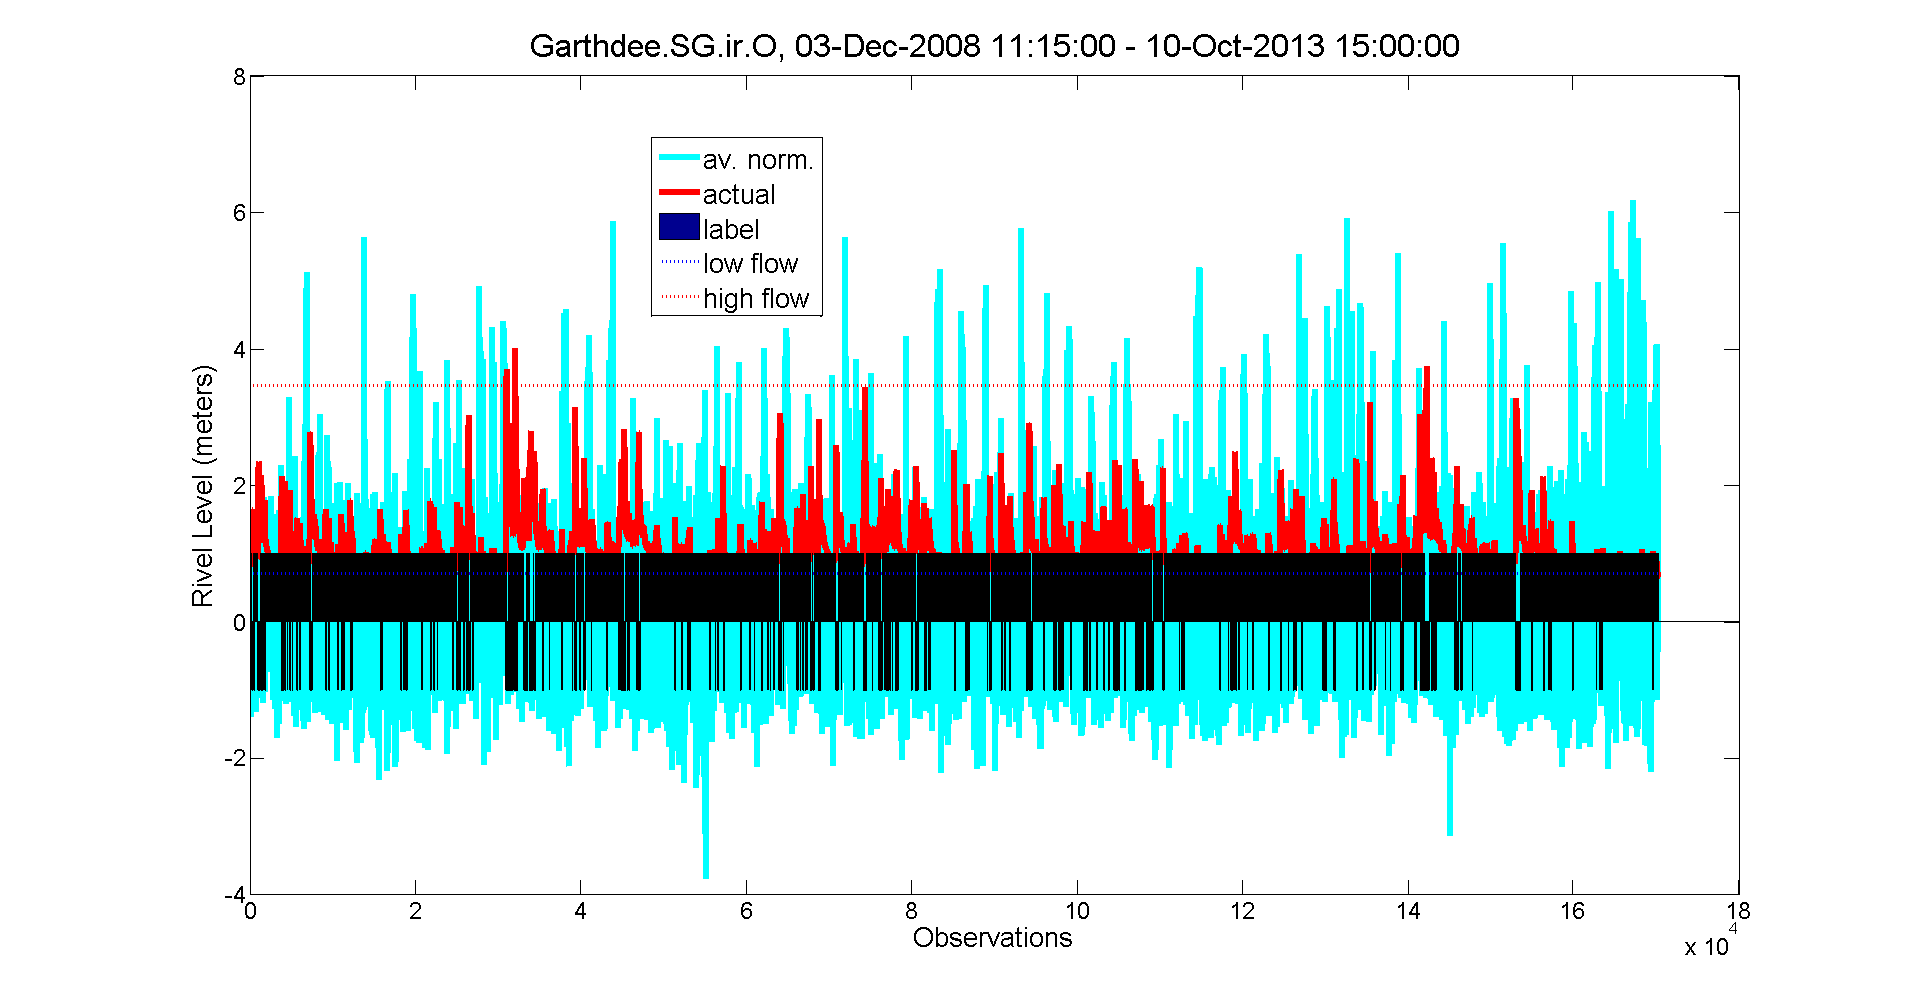 Garthdee.SG.ir.O, 03-Dec-2008 11:15:00 - 10-Oct-2013 15:00:00
8
6
4
2
0
-2
-4
Rivel Level (meters)
av. norm.
actual
label
low flow
high flow
0 2 4 6 8 10 12 14 16 18
Observations
x 10^4